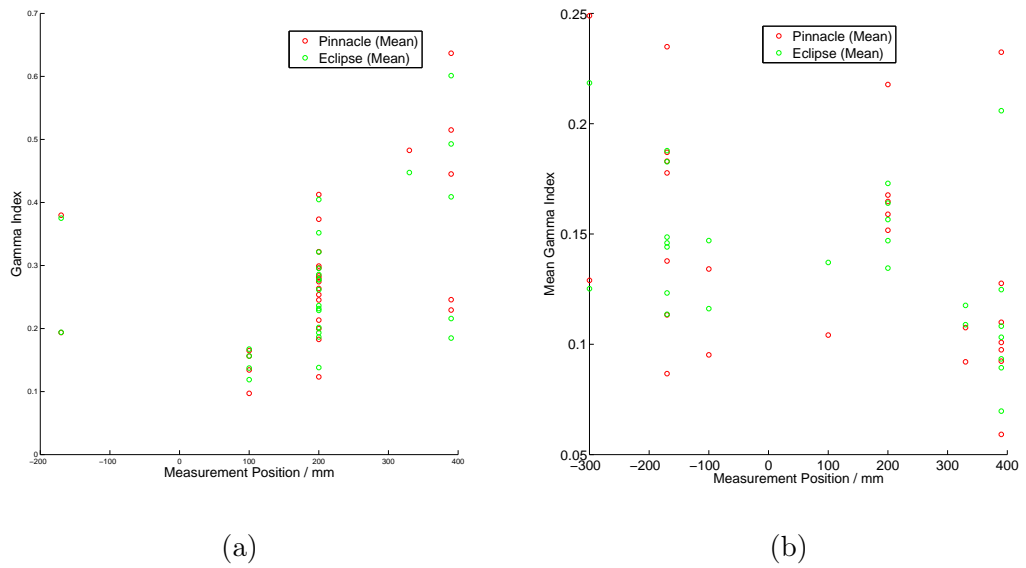 0.7
0.6
0.5
0.4
0.3
0.2
0.1
0
Gamma Index
−200 −100 0 100 200 300 400
Measurement Position / mm
Pinnacle (Mean)
Eclipse (Mean)
(a)
0.25
0.2
0.15
0.1
0.05
Mean Gamma Index
−300 −200 −100 0 100 200 300 400
Measurement Position / mm
Pinnacle (Mean)
Eclipse (Mean)
(b)